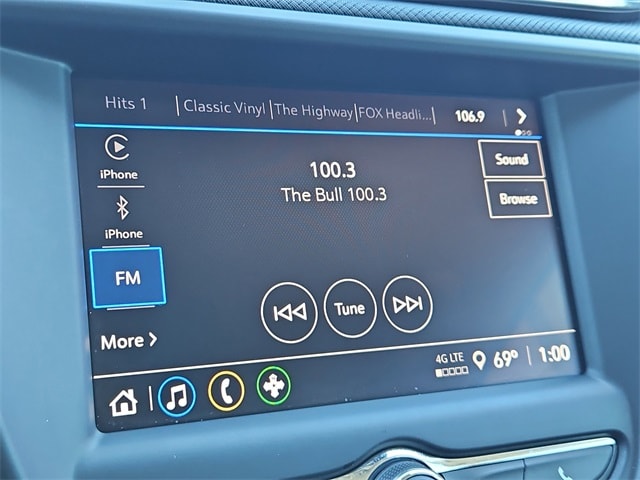 Hits 1 Classic Vinyl The Highway FOX Headli... 106.9
iPhone
100.3
The Bull 100.3
Sound
Browse
iPhone
FM
Tune
More
4G LTE 69° 1:00